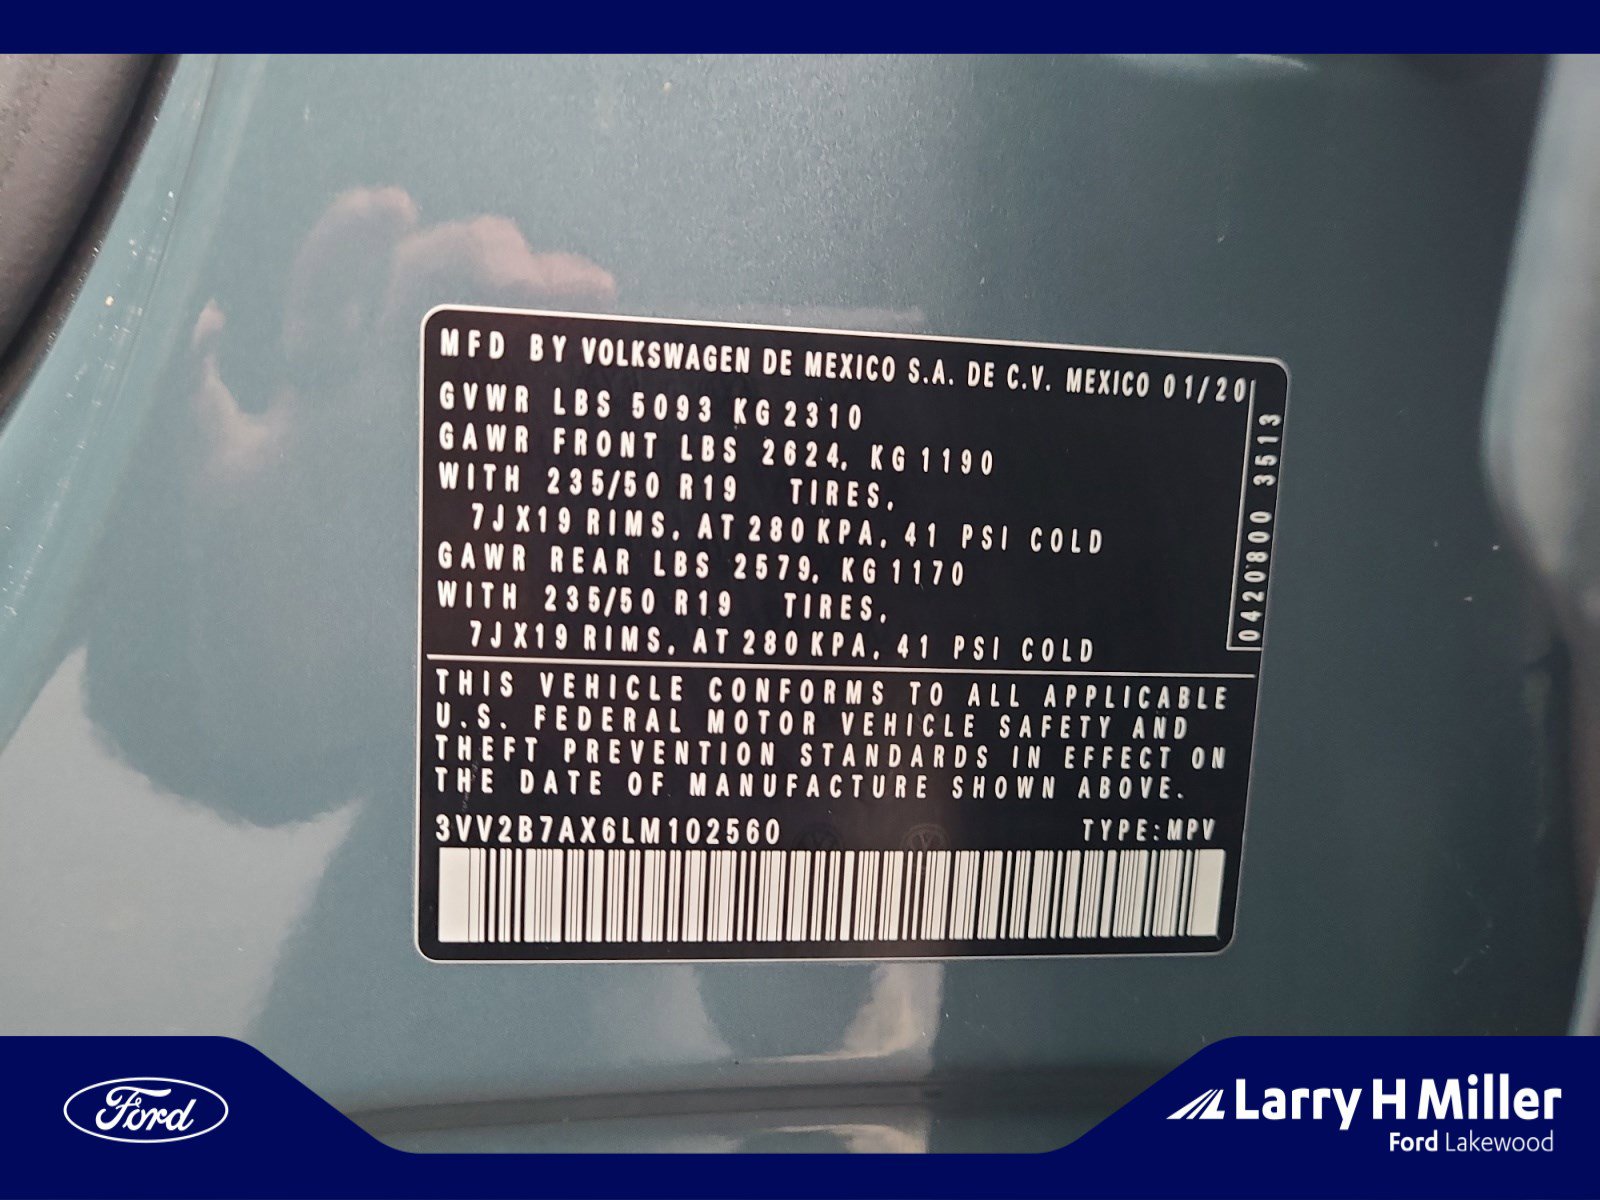 MFD BY VOLKSWAGEN DE MEXICO S.A. DE C.V. MEXICO 01/20
GVWR LBS 5093 KG 2310
GAWR FRONT LBS 2624, KG 1190
WITH 235/50 R19 TIRES,
7JX19 RIMS, AT 280 KPA, 41 PSI COLD
GAWR REAR LBS 2579, KG 1170
WITH 235/50 R19 TIRES,
7JX19 RIMS, AT 280 KPA, 41 PSI COLD
0420800 3513
THIS VEHICLE CONFORMS TO ALL APPLICABLE
U.S. FEDERAL MOTOR VEHICLE SAFETY AND
THEFT PREVENTION STANDARDS IN EFFECT ON
THE DATE OF MANUFACTURE SHOWN ABOVE.
3VV2B7AX6LM102560 TYPE:MPV
Ford
Larry H Miller
Ford Lakewood